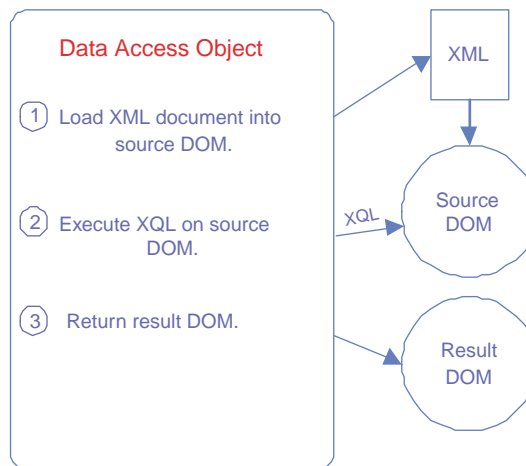 Data Access Object
1 Load XML document into
source DOM.
2 Execute XQL on source
DOM.
3 Return result DOM.
XML
XQL
Source
DOM
Result
DOM